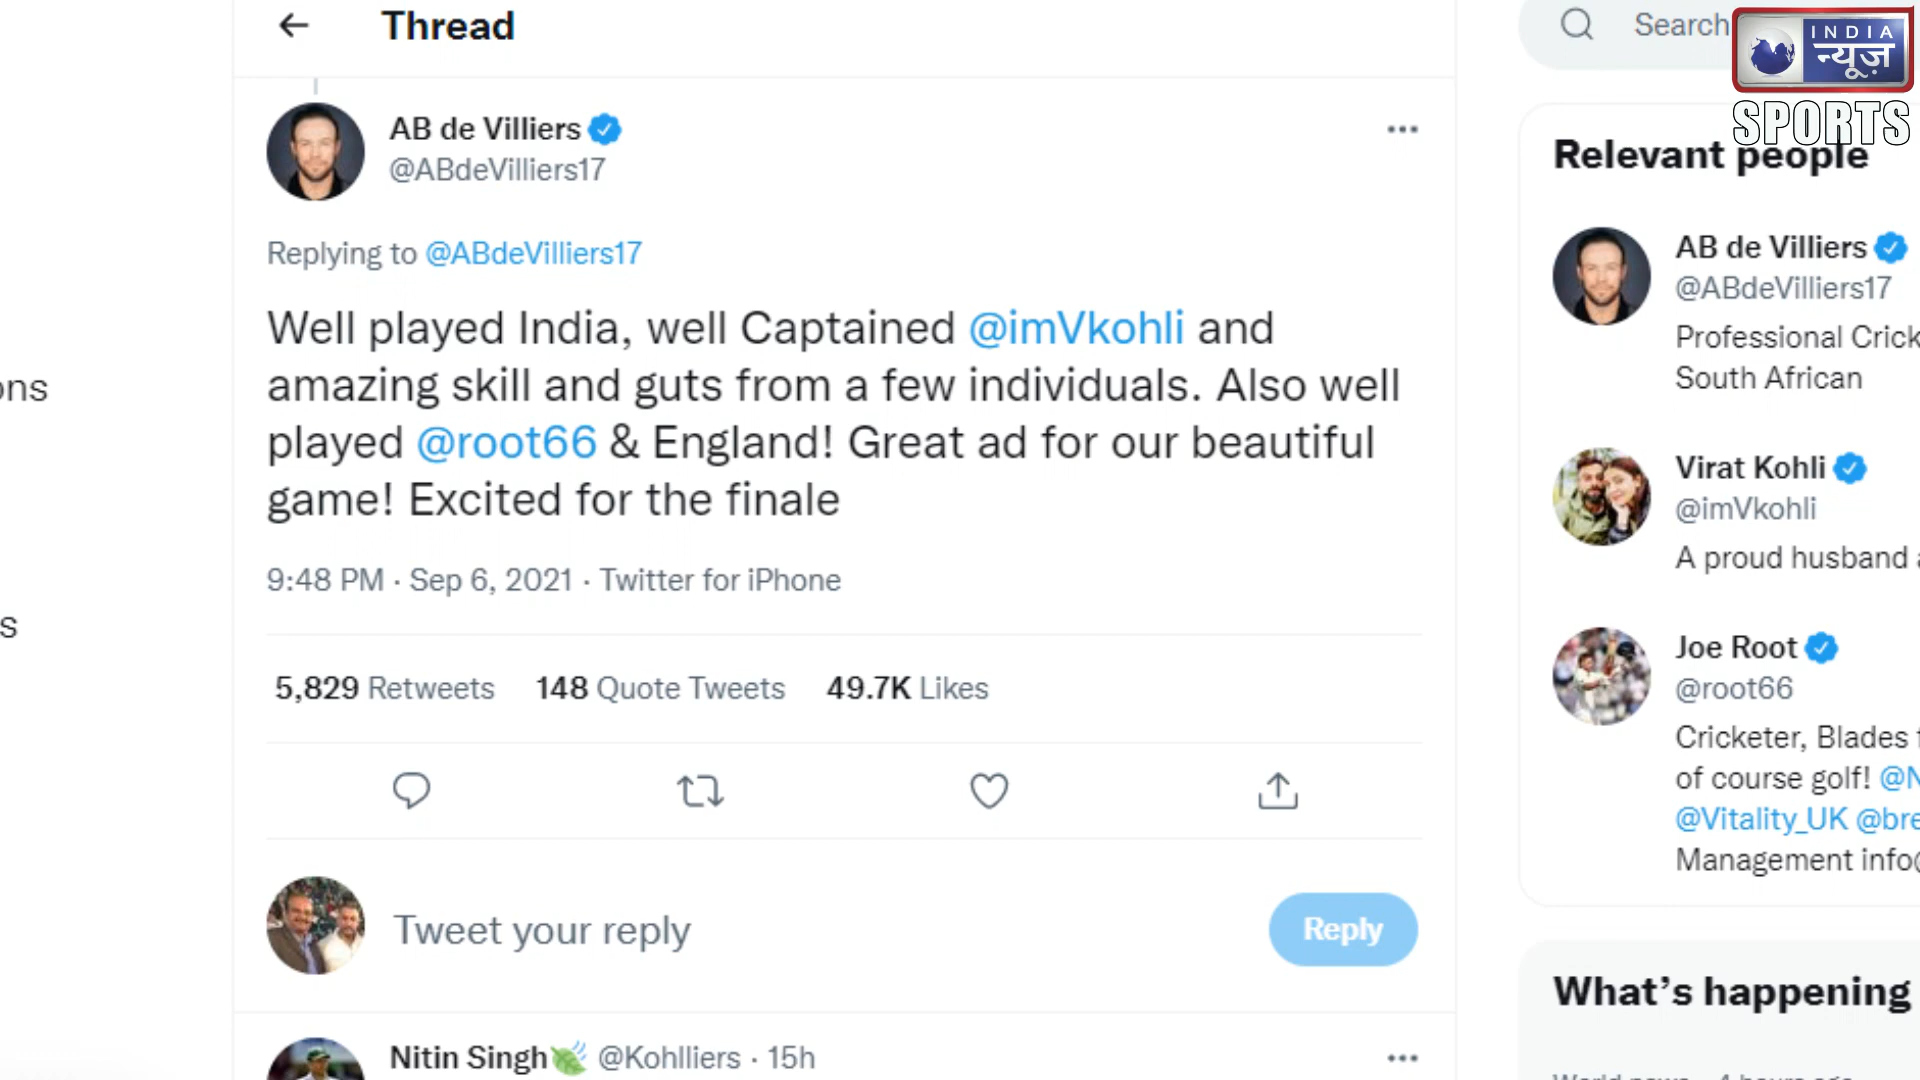 Thread
Search
INDIA
न्यूज़
SPORTS
AB de Villiers
@ABdeVilliers17
Replying to @ABdeVilliers17
Well played India, well Captained @imVkohli and
amazing skill and guts from a few individuals. Also well
played @root66 & England! Great ad for our beautiful
game! Excited for the finale
9:48 PM · Sep 6, 2021 · Twitter for iPhone
5,829 Retweets 148 Quote Tweets 49.7K Likes
Tweet your reply
Reply
Nitin Singh @Kohlliers · 15h
ons
s
Relevant people
AB de Villiers
@ABdeVilliers17
Professional Crick
South African
Virat Kohli
@imVkohli
A proud husband a
Joe Root
@root66
Cricketer, Blades f
of course golf! @N
@Vitality_UK @bre
Management info@
What's happening